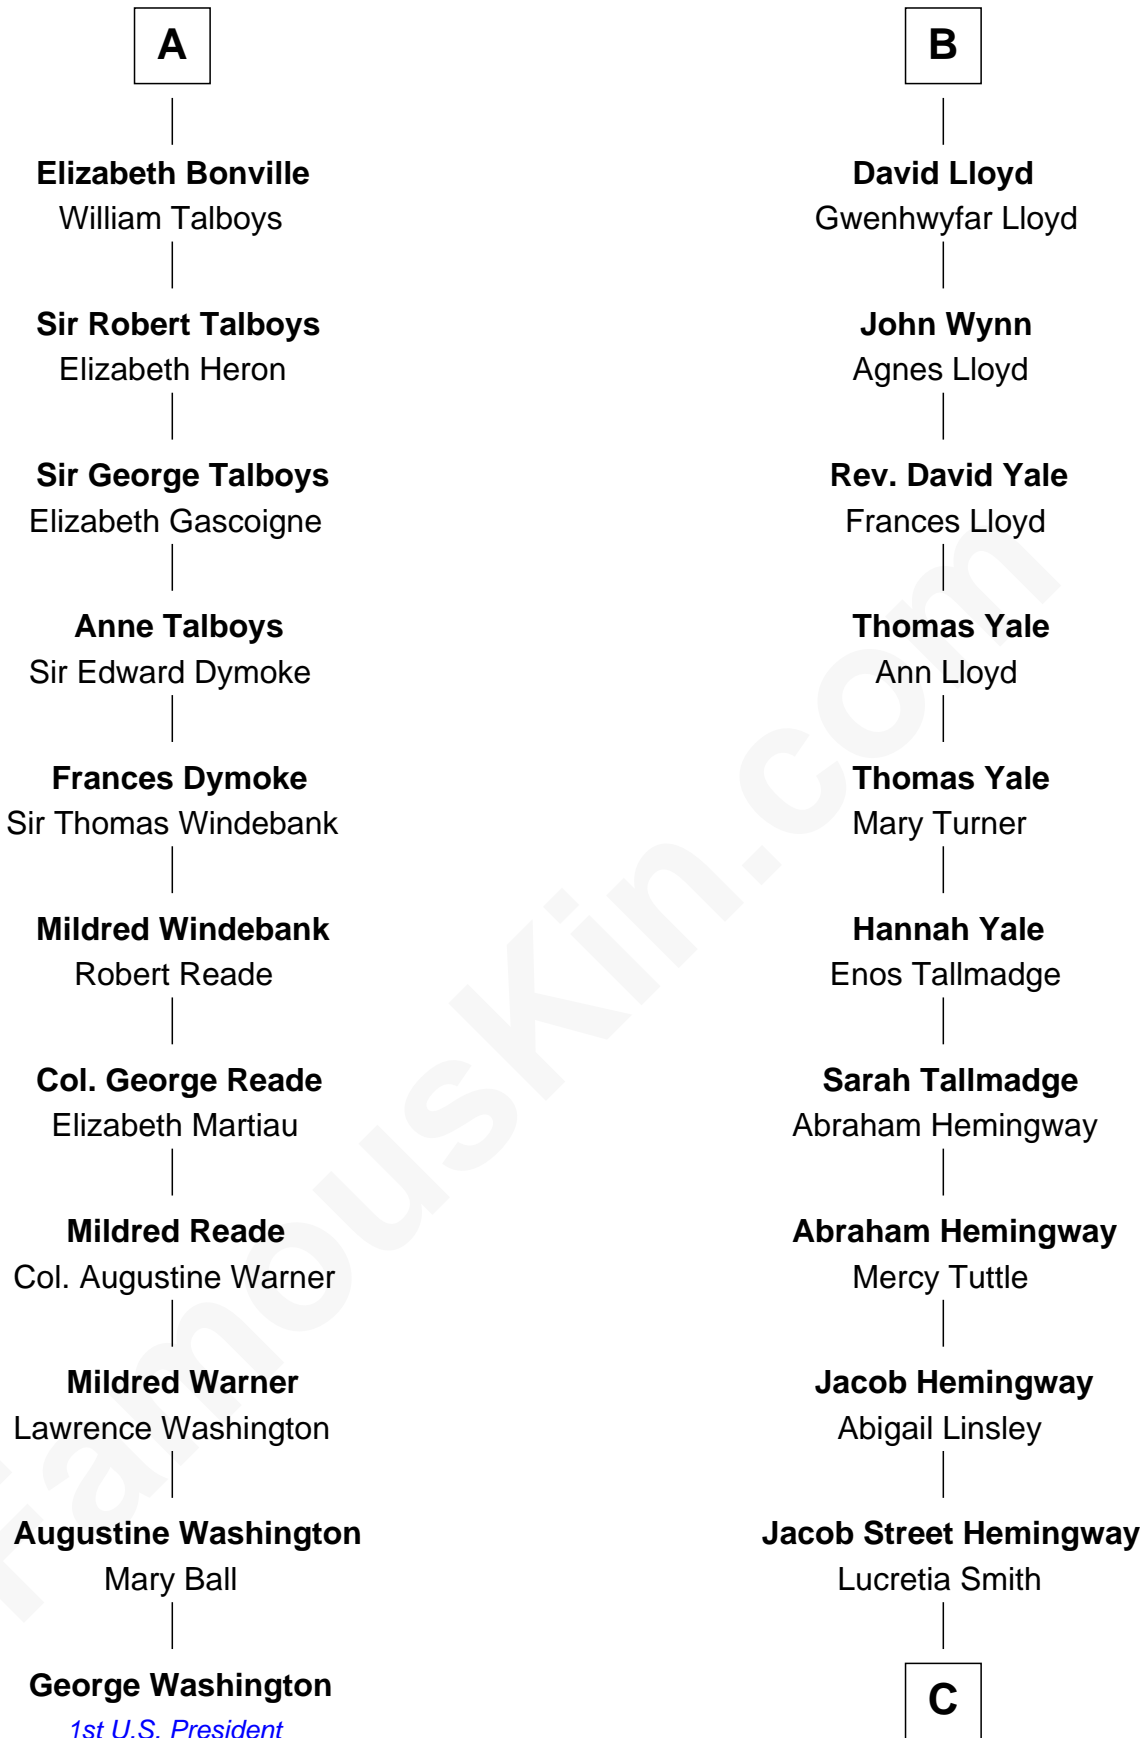 A
Elizabeth Bonville
William Talboys
Sir Robert Talboys
Elizabeth Heron
Sir George Talboys
Elizabeth Gascoigne
Anne Talboys
Sir Edward Dymoke
Frances Dymoke
Sir Thomas Windebank
Mildred Windebank
Robert Reade
Col. George Reade
Elizabeth Martiau
Mildred Reade
Col. Augustine Warner
Mildred Warner
Lawrence Washington
Augustine Washington
Mary Ball
George Washington
1st U.S. President
B
David Lloyd
Gwenhwyfar Lloyd
John Wynn
Agnes Lloyd
Rev. David Yale
Frances Lloyd
Thomas Yale
Ann Lloyd
Thomas Yale
Mary Turner
Hannah Yale
Enos Tallmadge
Sarah Tallmadge
Abraham Hemingway
Abraham Hemingway
Mercy Tuttle
Jacob Hemingway
Abigail Linsley
Jacob Street Hemingway
Lucretia Smith
C
FamousKin.com